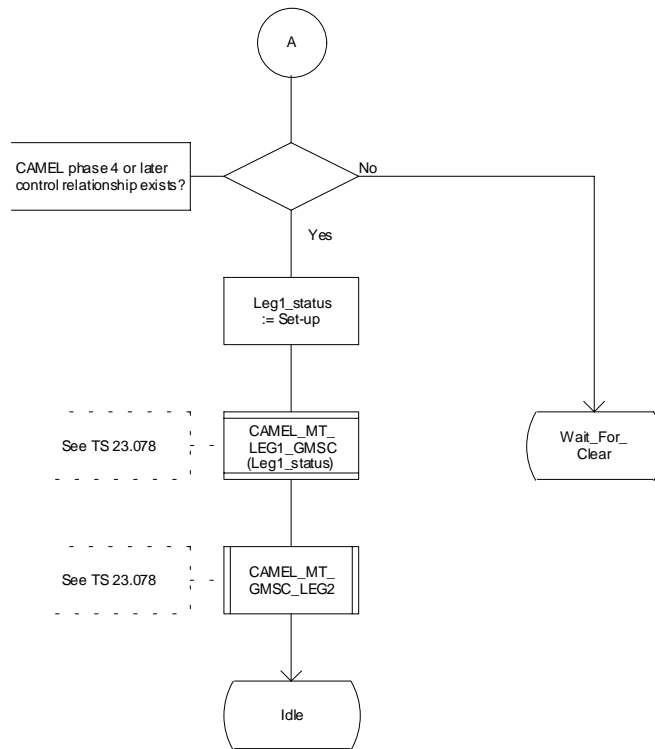 A
CAMEL phase 4 or later
control relationship exists?
No
Yes
Leg1_status
:= Set-up
See TS 23.078
CAMEL_MT_
LEG1_GMSC
(Leg1_status)
Wait_For_
Clear
See TS 23.078
CAMEL_MT_
GMSC_LEG2
Idle